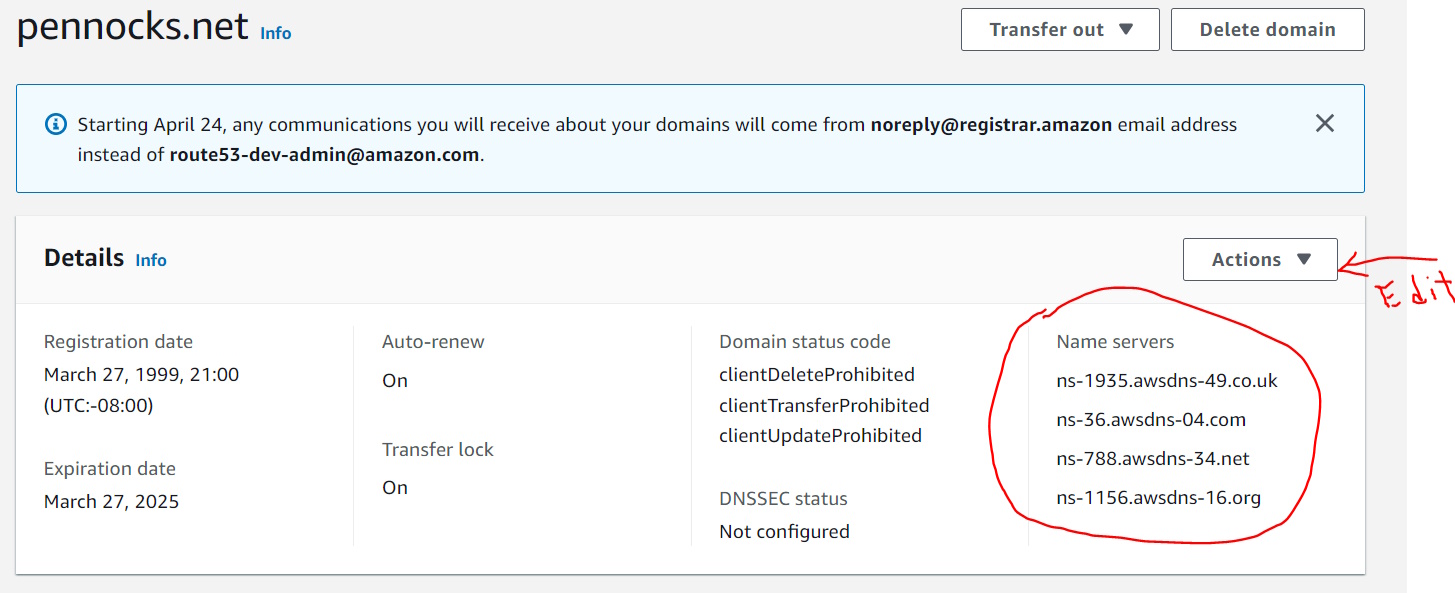 pennocks.net Info
Transfer out
Delete domain
Starting April 24, any communications you will receive about your domains will come from noreply@registrar.amazon email address
instead of route53-dev-admin@amazon.com.
Details Info
Actions
Edit
Registration date
March 27, 1999, 21:00
(UTC:-08:00)
Expiration date
March 27, 2025
Auto-renew
On
Transfer lock
On
Domain status code
clientDeleteProhibited
clientTransferProhibited
clientUpdateProhibited
DNSSEC status
Not configured
Name servers
ns-1935.awsdns-49.co.uk
ns-36.awsdns-04.com
ns-788.awsdns-34.net
ns-1156.awsdns-16.org